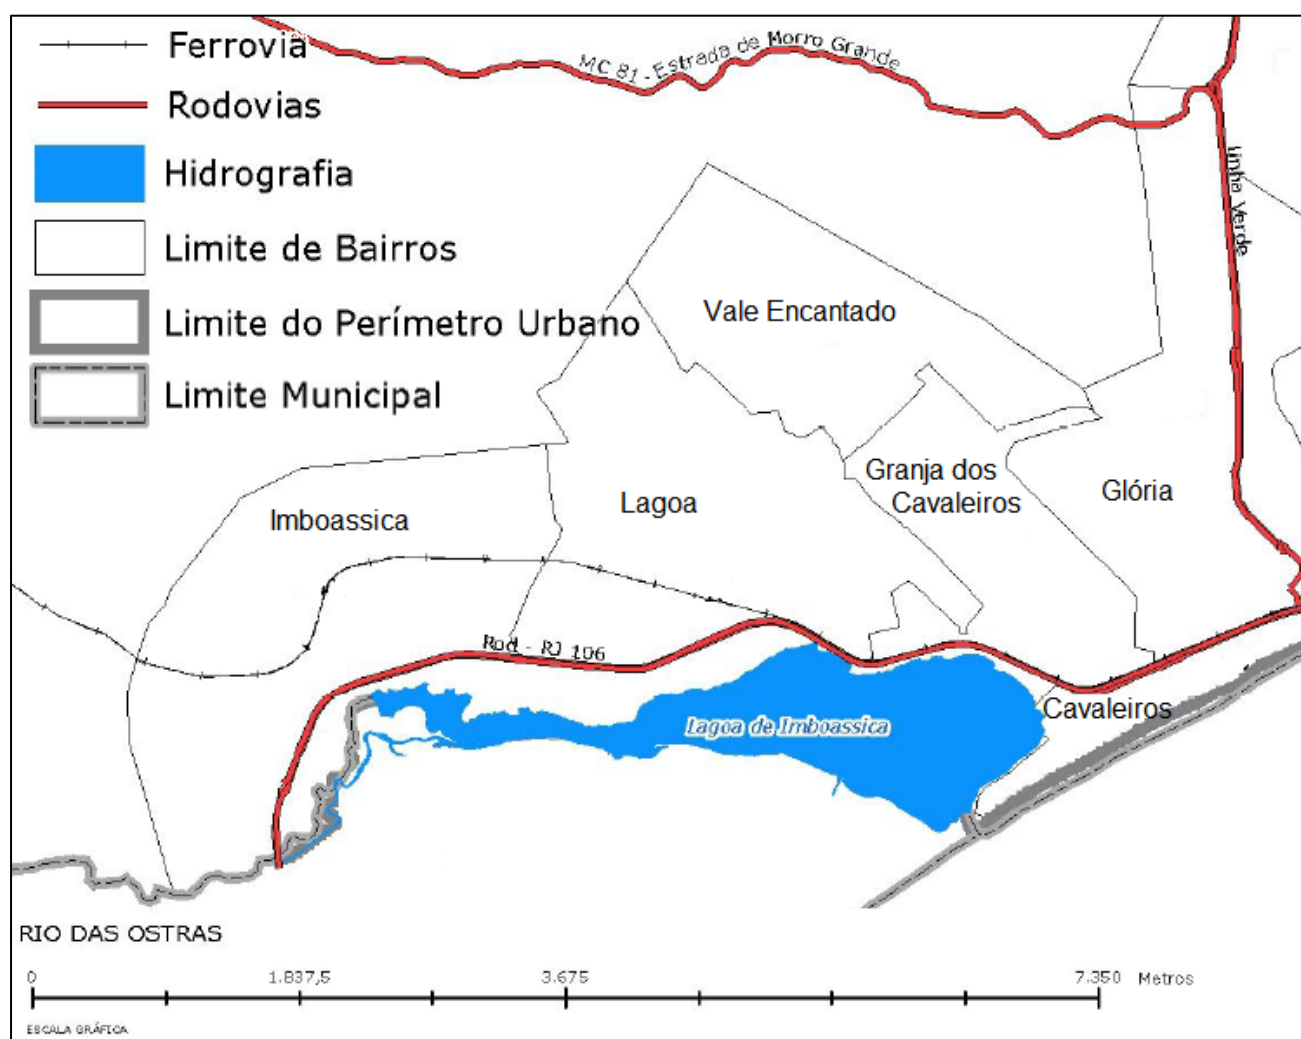 Ferrovia
Rodovias
Hidrografia
Limite de Bairros
Limite do Perímetro Urbano
Limite Municipal
MC 81 - Estrada de Morro Grande
Linha Verde
Vale Encantado
Granja dos
Cavaleiros
Glória
Lagoa
Imboassica
Rod - RJ 106
Lagoa de Imboassica
Cavaleiros
RIO DAS OSTRAS
0 1.837,5 3.675 7.350 Metros
ESCALA GRÁFICA